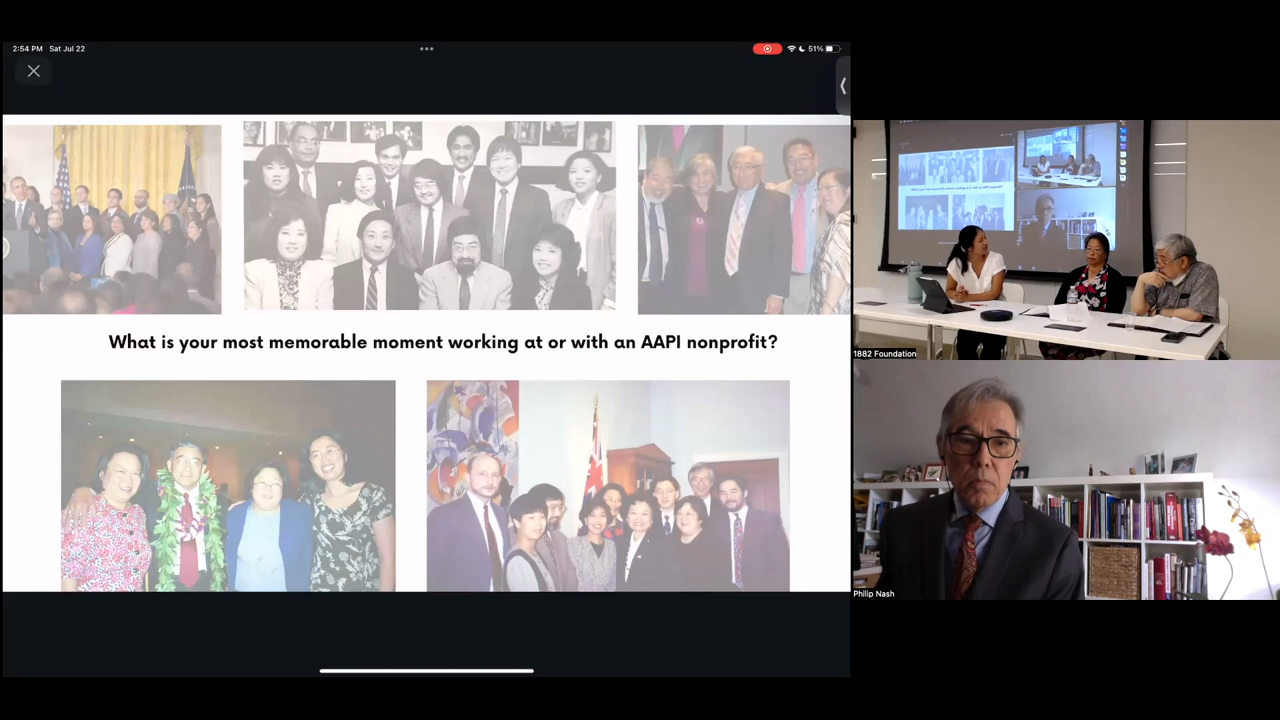 2:54 PM Sat Jul 22
51%
What is your most memorable moment working at or with an AAPI nonprofit?
1882 Foundation
Philip Nash